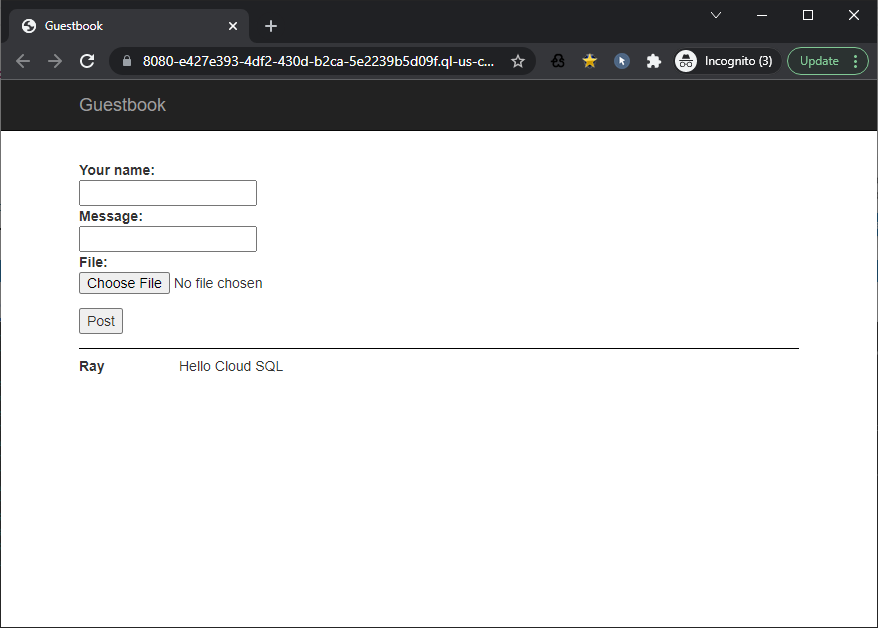 Guestbook
8080-e427e393-4df2-430d-b2ca-5e2239b5d09f.ql-us-c... Incognito (3) Update
Guestbook
Your name:
Message:
File:
Choose File No file chosen
Post
Ray Hello Cloud SQL